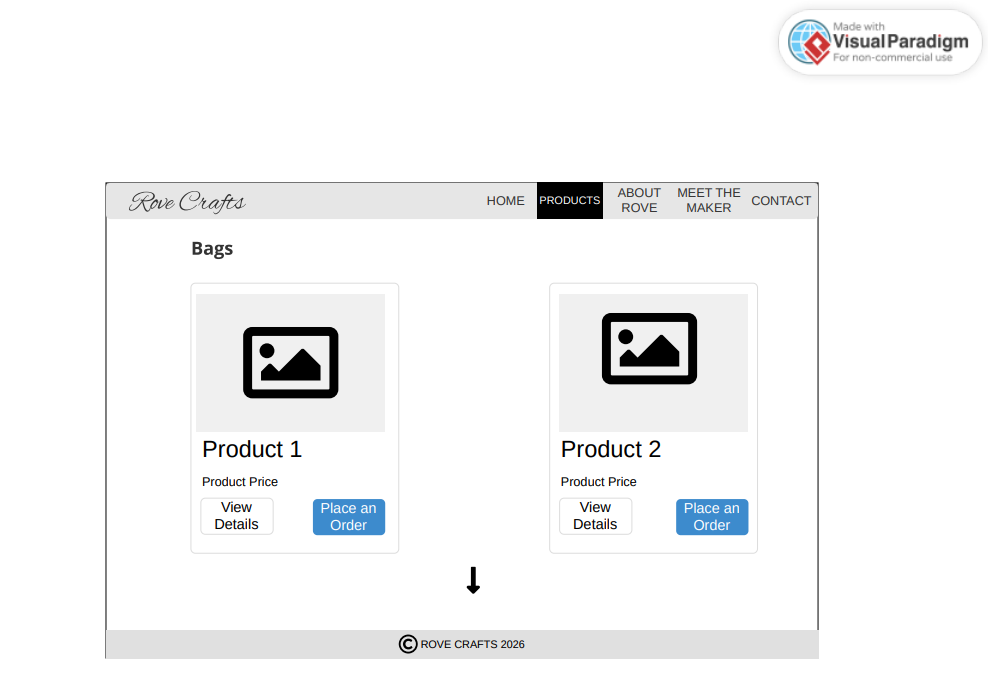 Made with
Visual Paradigm
For non-commercial use
Rove Crafts
HOME
PRODUCTS
ABOUT
ROVE
MEET THE
MAKER
CONTACT
Bags
Product 1
Product Price
View
Details
Place an
Order
Product 2
Product Price
View
Details
Place an
Order
© ROVE CRAFTS 2026